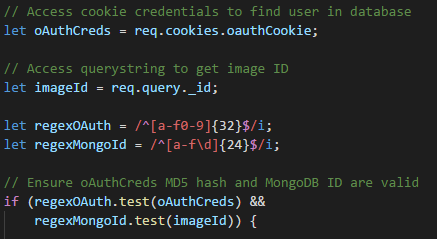 // Access cookie credentials to find user in database
let oAuthCreds = req.cookies.oauthCookie;
// Access querystring to get image ID
let imageId = req.query._id;
let regexOAuth = /^[a-f0-9]{32}$/i;
let regexMongoId = /^[a-f\d]{24}$/i;
// Ensure oAuthCreds MD5 hash and MongoDB ID are valid
if (regexOAuth.test(oAuthCreds) &&
    regexMongoId.test(imageId)) {